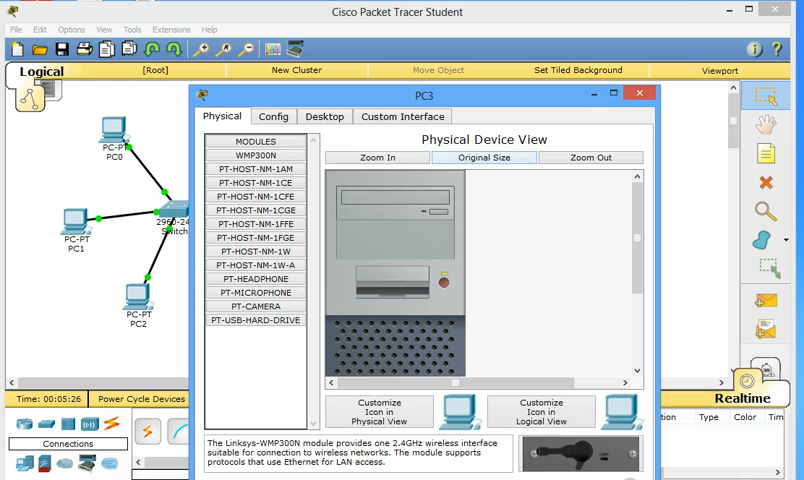 Cisco Packet Tracer Student
File Edit Options View Tools Extensions Help
Logical [Root] New Cluster Move Object Set Tiled Background Viewport
PC3
Physical Config Desktop Custom Interface
MODULES
WMP300N
PT-HOST-NM-1AM
PT-HOST-NM-1CE
PT-HOST-NM-1CFE
PT-HOST-NM-1CGE
PT-HOST-NM-1FFE
PT-HOST-NM-1FGE
PT-HOST-NM-1W
PT-HOST-NM-1W-A
PT-HEADPHONE
PT-MICROPHONE
PT-CAMERA
PT-USB-HARD-DRIVE
Physical Device View
Zoom In Original Size Zoom Out
PC-PT
PC0
2960-24
Switch
PC-PT
PC1
PC-PT
PC2
Customize
Icon in
Physical View
Customize
Icon in
Logical View
The Linksys-WMP300N module provides one 2.4GHz wireless interface
suitable for connection to wireless networks. The module supports
protocols that use Ethernet for LAN access.
Time: 00:05:26 Power Cycle Devices
Realtime
Connections
tion Type Color Tim